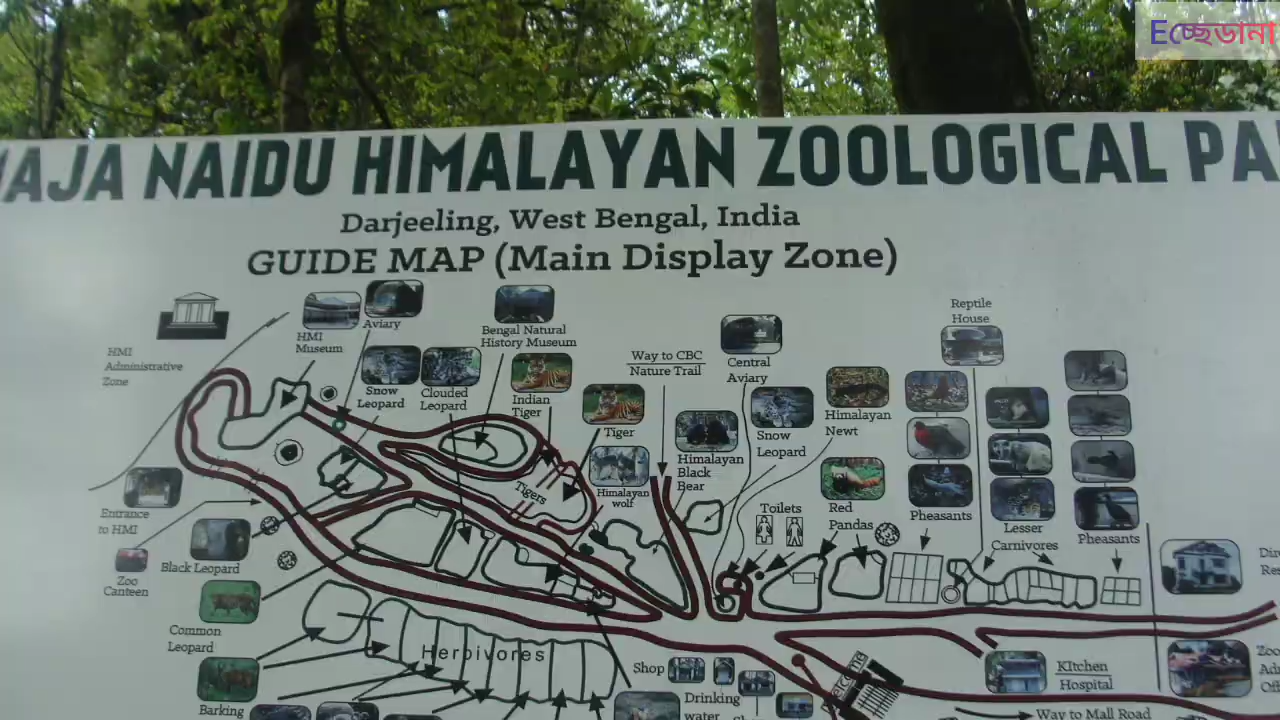 Eচ্ছেডানা
AJA NAIDU HIMALAYAN ZOOLOGICAL PA
Darjeeling, West Bengal, India
GUIDE MAP (Main Display Zone)
HMI
Administrative
Zone
HMI
Museum
Aviary
Bengal Natural
History Museum
Snow
Leopard
Clouded
Leopard
Indian
Tiger
Tiger
Way to CBC
Nature Trail
Central
Aviary
Reptile
House
Himalayan
Black
Bear
Snow
Leopard
Himalayan
Newt
Himalayan
wolf
Tigers
Toilets
Red
Pandas
Pheasants
Lesser
Carnivores
Pheasants
Entrance
to HMI
Zoo
Canteen
Black Leopard
Common
Leopard
Barking
Herbivores
Shop
Drinking
water
KItchen
Hospital
Way to Mall Road
Zoo